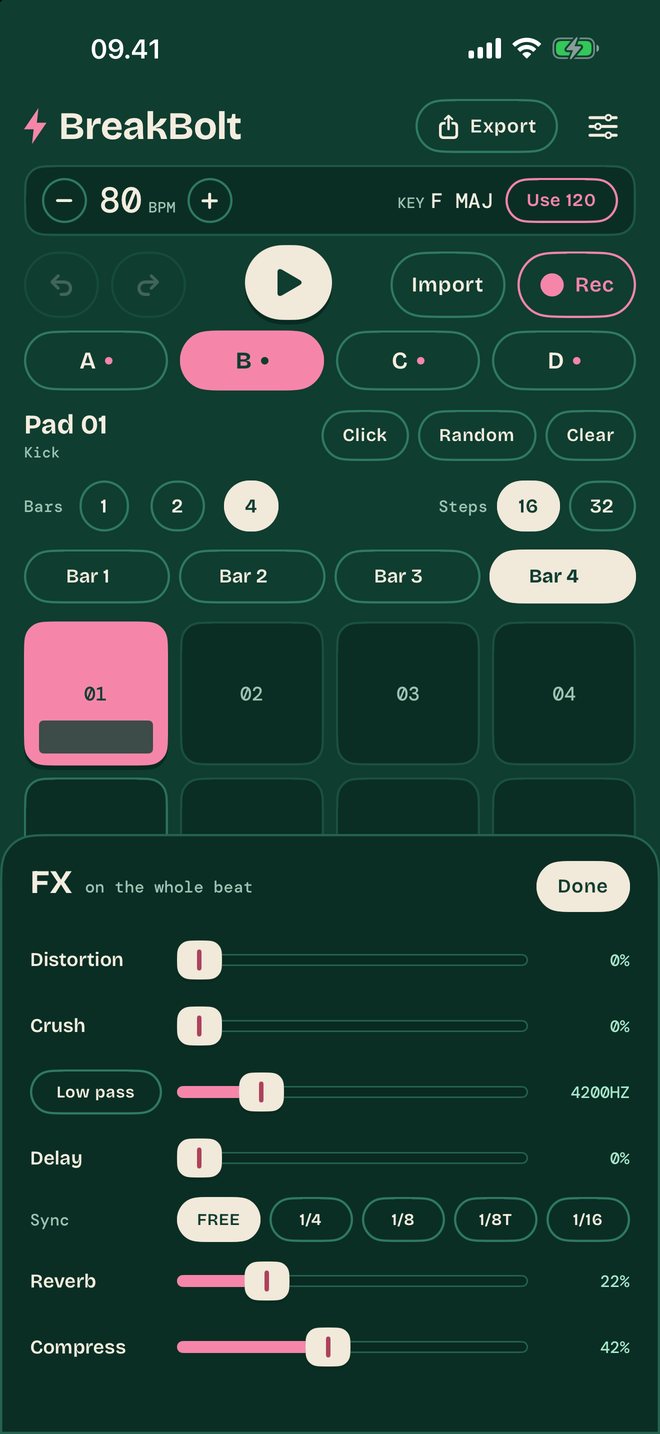 09.41
BreakBolt
Export
80 BPM
KEY F MAJ
Use 120
Import
Rec
A
B
C
D
Pad 01
Kick
Click
Random
Clear
Bars
1
2
4
Steps
16
32
Bar 1
Bar 2
Bar 3
Bar 4
01
02
03
04
FX on the whole beat
Done
Distortion
0%
Crush
0%
Low pass
4200HZ
Delay
0%
Sync
FREE
1/4
1/8
1/8T
1/16
Reverb
22%
Compress
42%